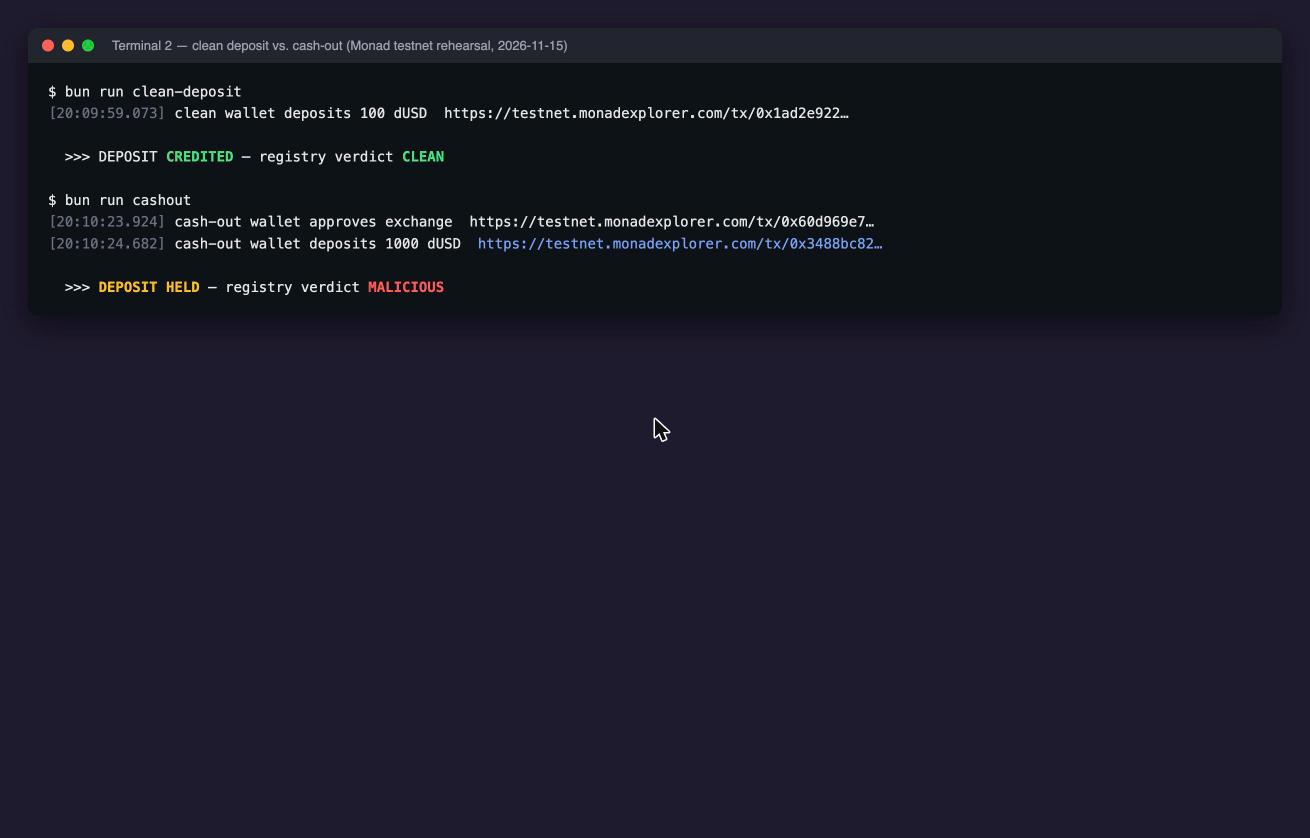 Terminal 2 — clean deposit vs. cash-out (Monad testnet rehearsal, 2026-11-15)
$ bun run clean-deposit
[20:09:59.073] clean wallet deposits 100 dUSD  https://testnet.monadexplorer.com/tx/0x1ad2e922…
>>> DEPOSIT CREDITED — registry verdict CLEAN
$ bun run cashout
[20:10:23.924] cash-out wallet approves exchange  https://testnet.monadexplorer.com/tx/0x60d969e7…
[20:10:24.682] cash-out wallet deposits 1000 dUSD  https://testnet.monadexplorer.com/tx/0x3488bc82…
>>> DEPOSIT HELD — registry verdict MALICIOUS